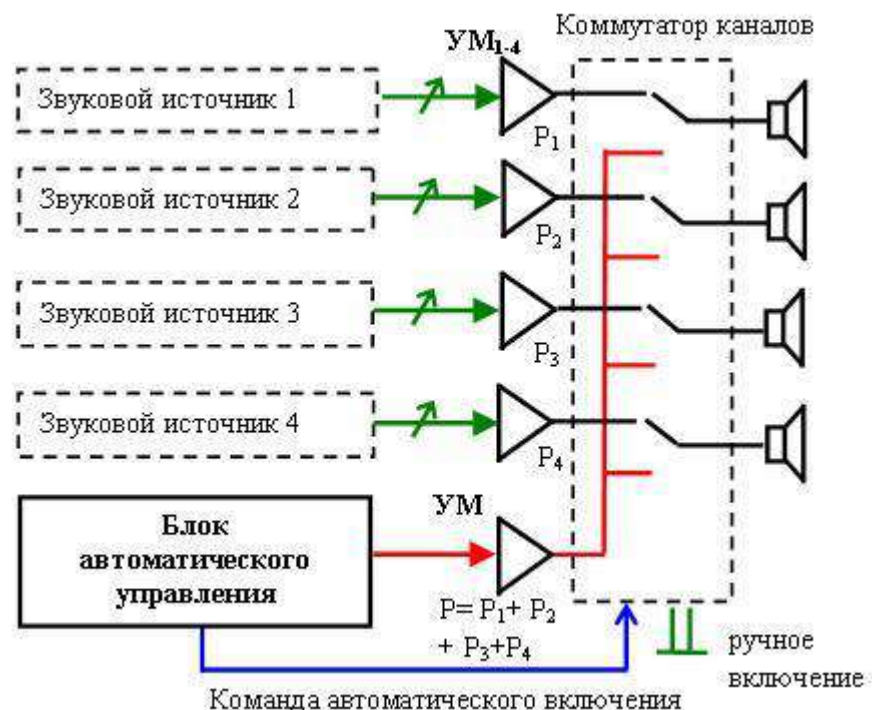 Коммутатор каналов
УМ₁₋₄
Звуковой источник 1
P₁
Звуковой источник 2
P₂
Звуковой источник 3
P₃
Звуковой источник 4
P₄
УМ
Блок
автоматического
управления
P= P₁+ P₂
+ P₃+P₄
ручное
включение
Команда автоматического включения